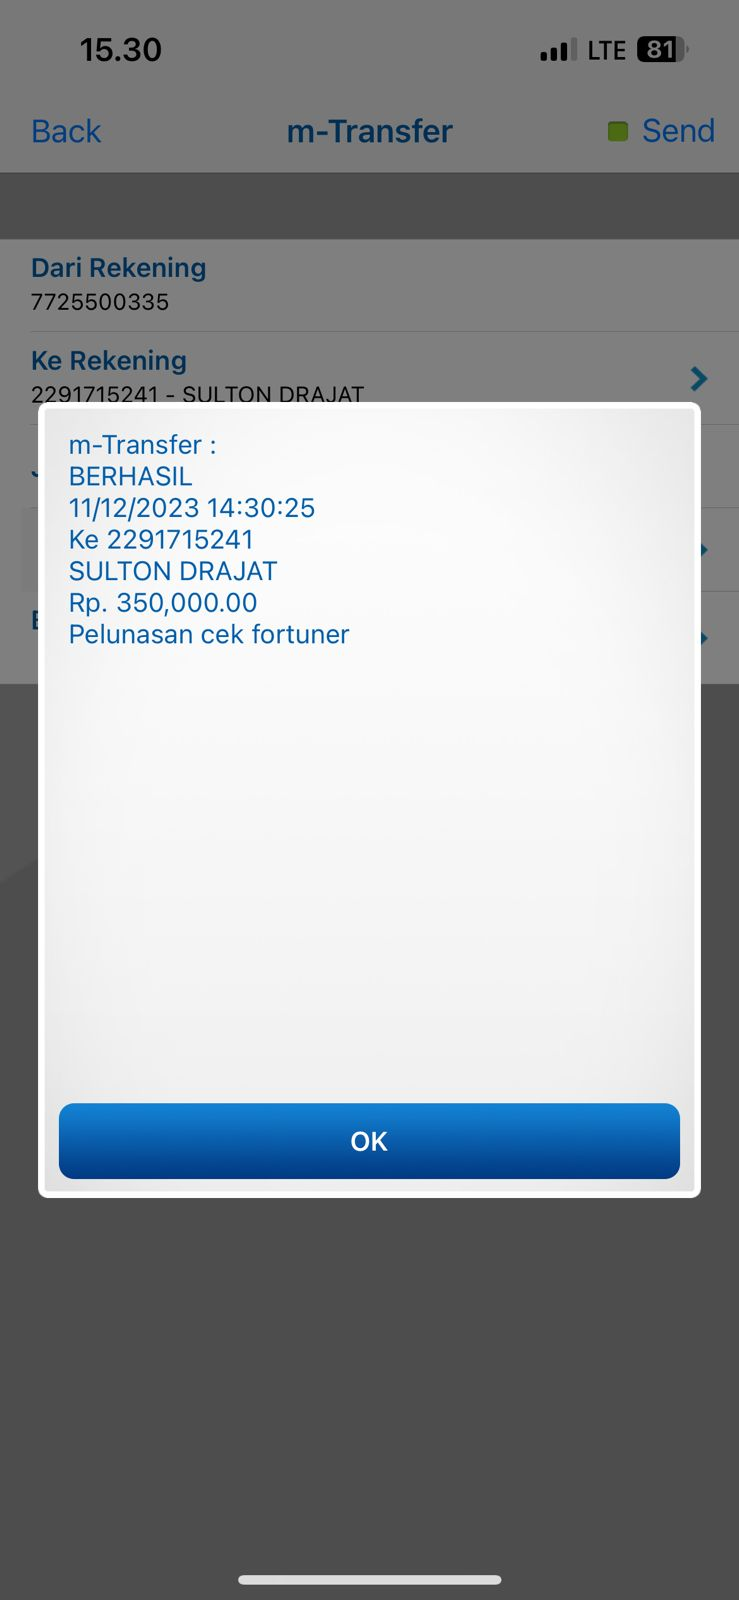 15.30
LTE 81
Back m-Transfer Send
Dari Rekening
7725500335
Ke Rekening
2291715241 - SULTON DRAJAT
m-Transfer :
BERHASIL
11/12/2023 14:30:25
Ke 2291715241
SULTON DRAJAT
Rp. 350,000.00
Pelunasan cek fortuner
OK